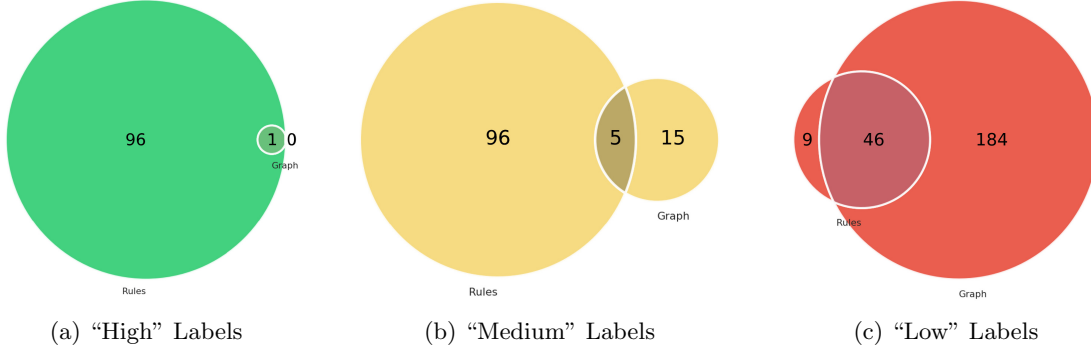 96
1
0
Graph
Rules
(a) “High” Labels
96
5
15
Graph
Rules
(b) “Medium” Labels
9
46
184
Rules
Graph
(c) “Low” Labels